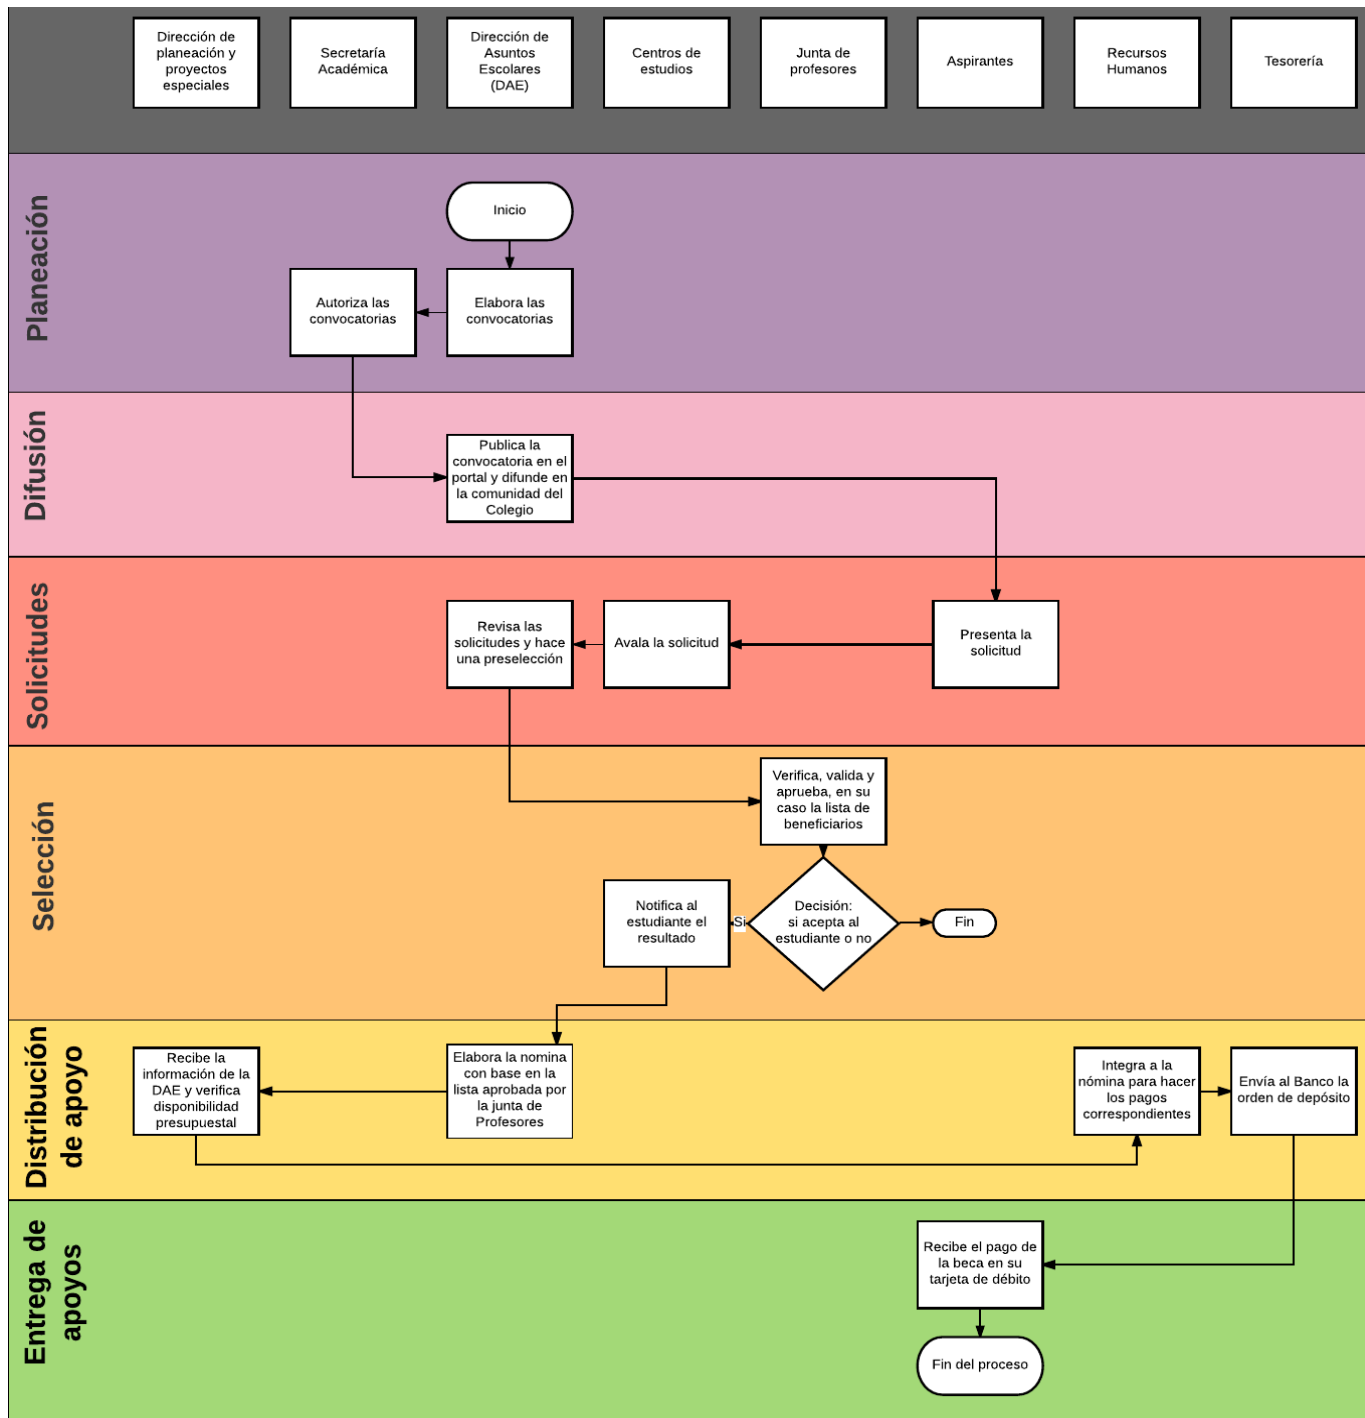 Dirección de
planeación y
proyectos
especiales
Secretaría
Académica
Dirección de
Asuntos
Escolares
(DAE)
Centros de
estudios
Junta de
profesores
Aspirantes
Recursos
Humanos
Tesorería
Planeación
Inicio
Autoriza las
convocatorias
Elabora las
convocatorias
Difusión
Publica la
convocatoria en el
portal y difunde en
la comunidad del
Colegio
Solicitudes
Revisa las
solicitudes y hace
una preselección
Avala la solicitud
Presenta la
solicitud
Selección
Verifica, valida y
aprueba, en su
caso la lista de
beneficiarios
Notifica al
estudiante el
resultado
Si
Decisión:
si acepta al
estudiante o no
Fin
Distribución
de apoyo
Recibe la
información de la
DAE y verifica
disponibilidad
presupuestal
Elabora la nomina
con base en la
lista aprobada por
la junta de
Profesores
Integra a la
nómina para hacer
los pagos
correspondientes
Envía al Banco la
orden de depósito
Entrega de
apoyos
Recibe el pago de
la beca en su
tarjeta de débito
Fin del proceso